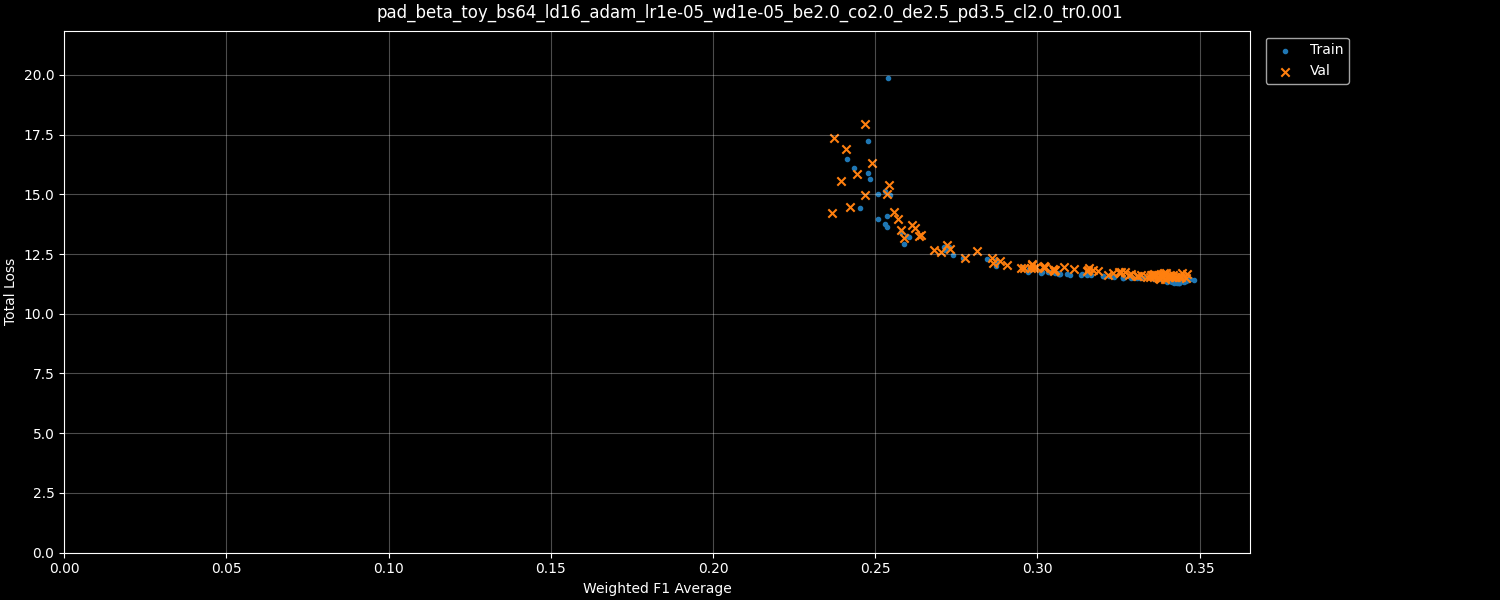 pad_beta_toy_bs64_ld16_adam_lr1e-05_wd1e-05_be2.0_co2.0_de2.5_pd3.5_cl2.0_tr0.001
Train
Val
Total Loss
20.0
17.5
15.0
12.5
10.0
7.5
5.0
2.5
0.0
0.00 0.05 0.10 0.15 0.20 0.25 0.30 0.35
Weighted F1 Average